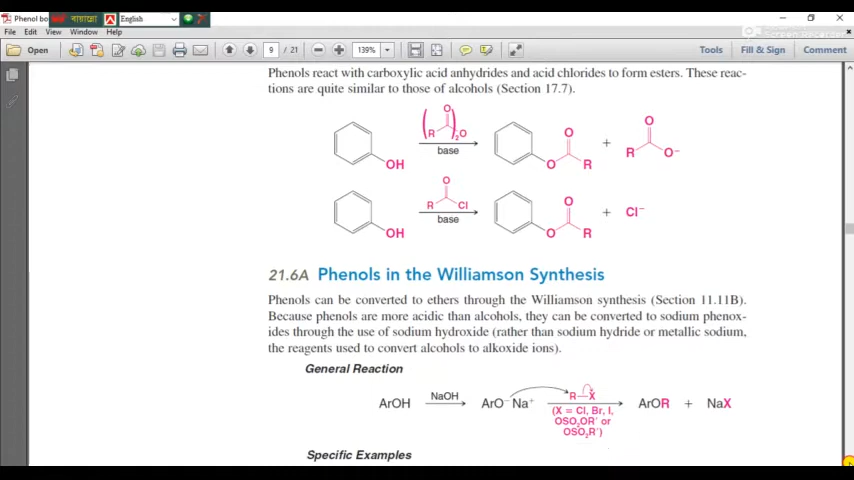 Phenol bo
বায়ান্নো
English
File Edit View Window Help
Open 9 / 21 139% Tools Fill & Sign Comment
Phenols react with carboxylic acid anhydrides and acid chlorides to form esters. These reac-
tions are quite similar to those of alcohols (Section 17.7).
O
( R )2O O O
OH base O R + R O−
O
R Cl O
OH base O R + Cl−
21.6A Phenols in the Williamson Synthesis
Phenols can be converted to ethers through the Williamson synthesis (Section 11.11B).
Because phenols are more acidic than alcohols, they can be converted to sodium phenox-
ides through the use of sodium hydroxide (rather than sodium hydride or metallic sodium,
the reagents used to convert alcohols to alkoxide ions).
General Reaction
ArOH NaOH ArO− Na+ R—X ArOR + NaX
(X = Cl, Br, I,
OSO2OR′ or
OSO2R′)
Specific Examples